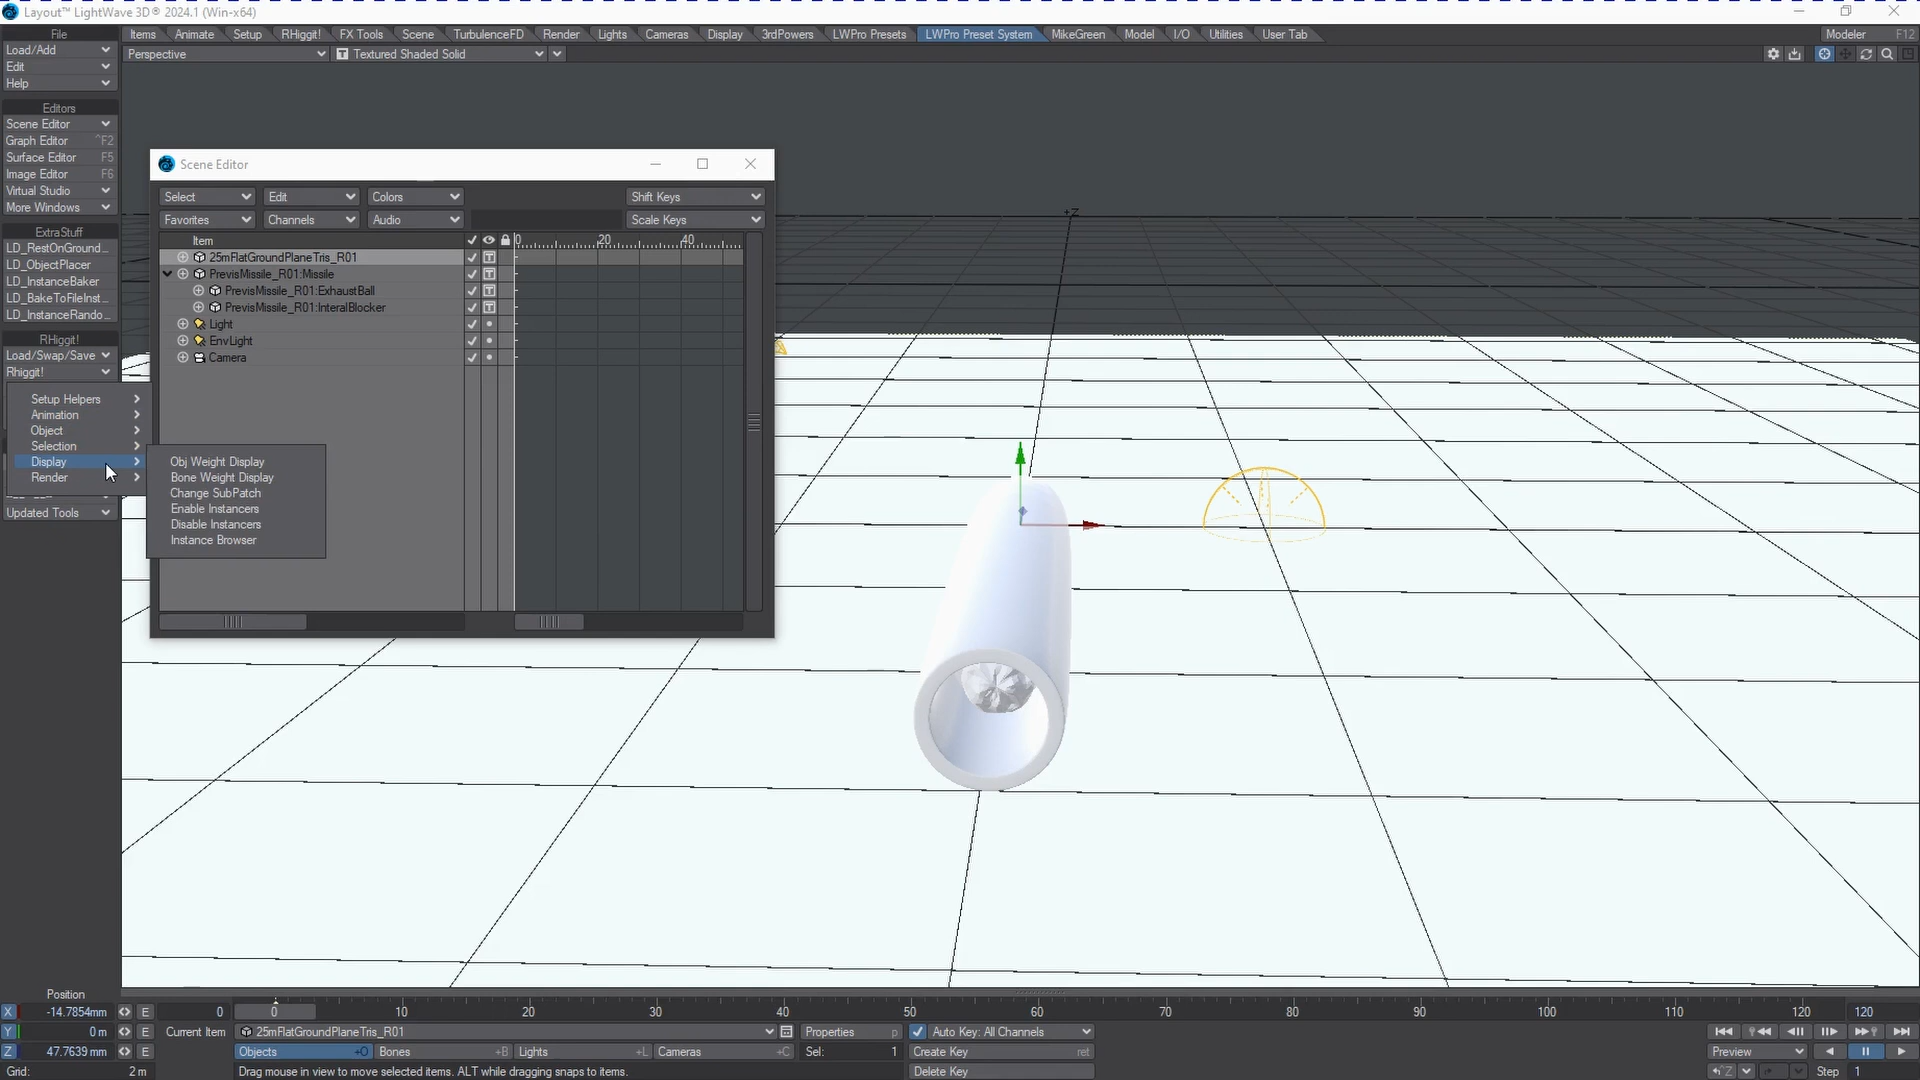 Layout™ LightWave 3D® 2024.1 (Win-x64)
File
Items
Animate
Setup
RHiggit!
FX Tools
Scene
TurbulenceFD
Render
Lights
Cameras
Display
3rdPowers
LWPro Presets
LWPro Preset System
MikeGreen
Model
I/O
Utilities
User Tab
Modeler F12
Load/Add
Edit
Help
Perspective
Textured Shaded Solid
Editors
Scene Editor
Graph Editor ^F2
Surface Editor F5
Image Editor F6
Virtual Studio
More Windows
ExtraStuff
LD_RestOnGround...
LD_ObjectPlacer
LD_InstanceBaker
LD_BakeToFileInst...
LD_InstanceRando...
RHiggit!
Load/Swap/Save
Rhiggit!
Setup Helpers
Animation
Object
Selection
Display
Render
Updated Tools
Obj Weight Display
Bone Weight Display
Change SubPatch
Enable Instancers
Disable Instancers
Instance Browser
Scene Editor
Select
Edit
Colors
Shift Keys
Favorites
Channels
Audio
Scale Keys
Item
0 20 40
25mFlatGroundPlaneTris_R01
PrevisMissile_R01:Missile
PrevisMissile_R01:ExhaustBall
PrevisMissile_R01:InteralBlocker
Light
EnvLight
Camera
+Z
Position
X -14.7854mm E
Y 0 m E
Z 47.7639 mm E
Grid: 2 m
0
0 10 20 30 40 50 60 70 80 90 100 110 120 120
Current Item 25mFlatGroundPlaneTris_R01
Properties p
Auto Key: All Channels
Objects +O
Bones +B
Lights +L
Cameras +C
Sel: 1
Create Key ret
Drag mouse in view to move selected items. ALT while dragging snaps to items.
Delete Key
Preview
Step 1